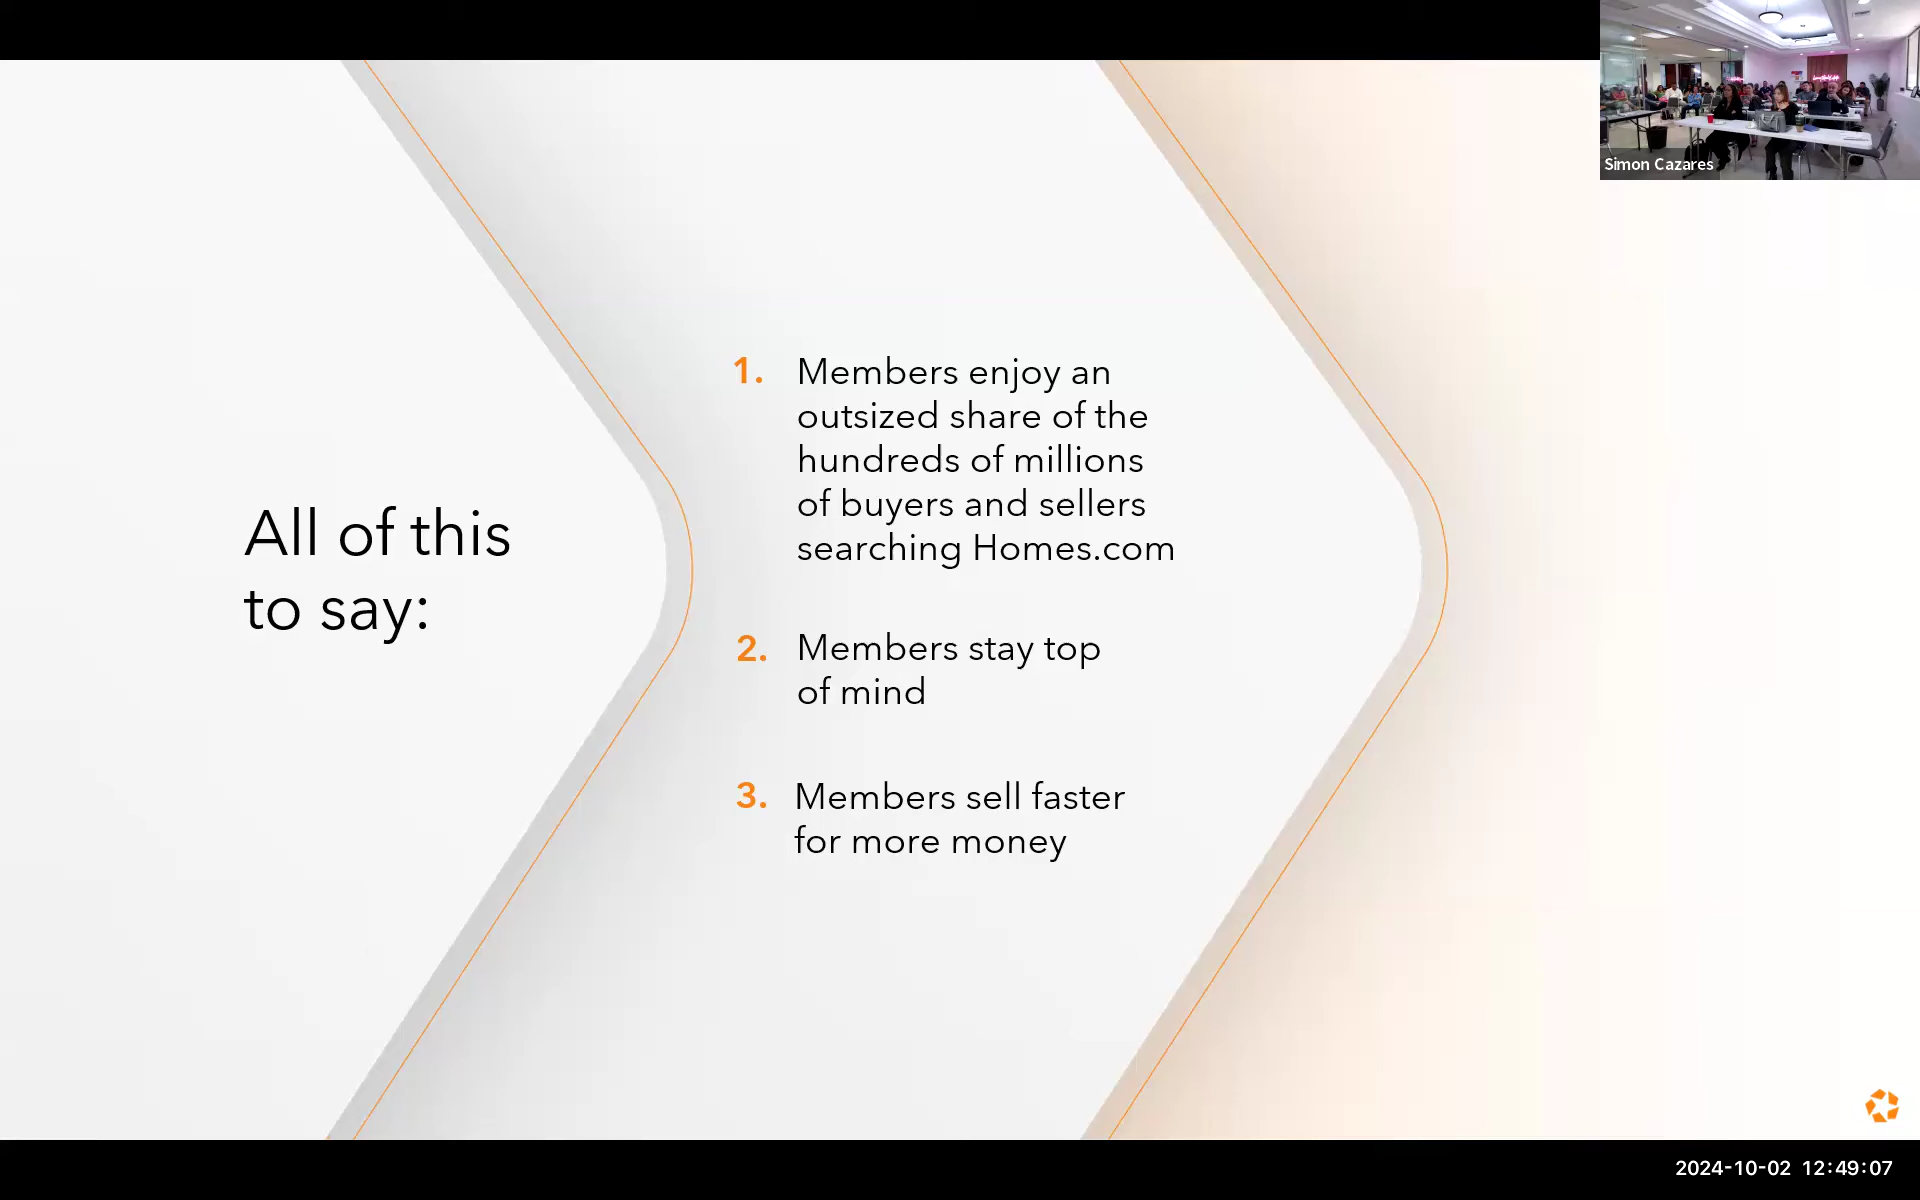 Simon Cazares
All of this
to say:
1. Members enjoy an
outsized share of the
hundreds of millions
of buyers and sellers
searching Homes.com
2. Members stay top
of mind
3. Members sell faster
for more money
2024-10-02 12:49:07